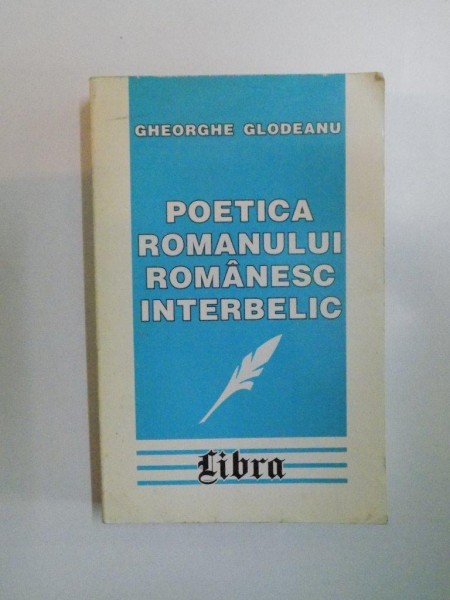 GHEORGHE GLODEANU
POETICA
ROMANULUI
ROMÂNESC
INTERBELIC
Libra